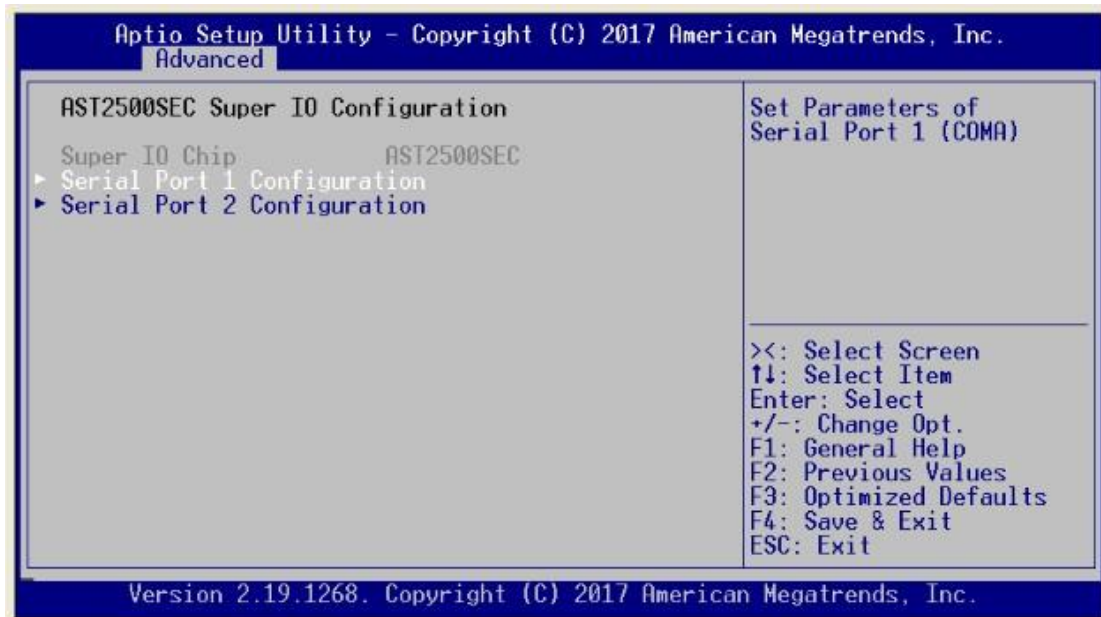 Aptio Setup Utility – Copyright (C) 2017 American Megatrends, Inc.
Advanced
AST2500SEC Super IO Configuration
Super IO Chip AST2500SEC
► Serial Port 1 Configuration
► Serial Port 2 Configuration
Set Parameters of
Serial Port 1 (COMA)
><: Select Screen
↑↓: Select Item
Enter: Select
+/-: Change Opt.
F1: General Help
F2: Previous Values
F3: Optimized Defaults
F4: Save & Exit
ESC: Exit
Version 2.19.1268. Copyright (C) 2017 American Megatrends, Inc.